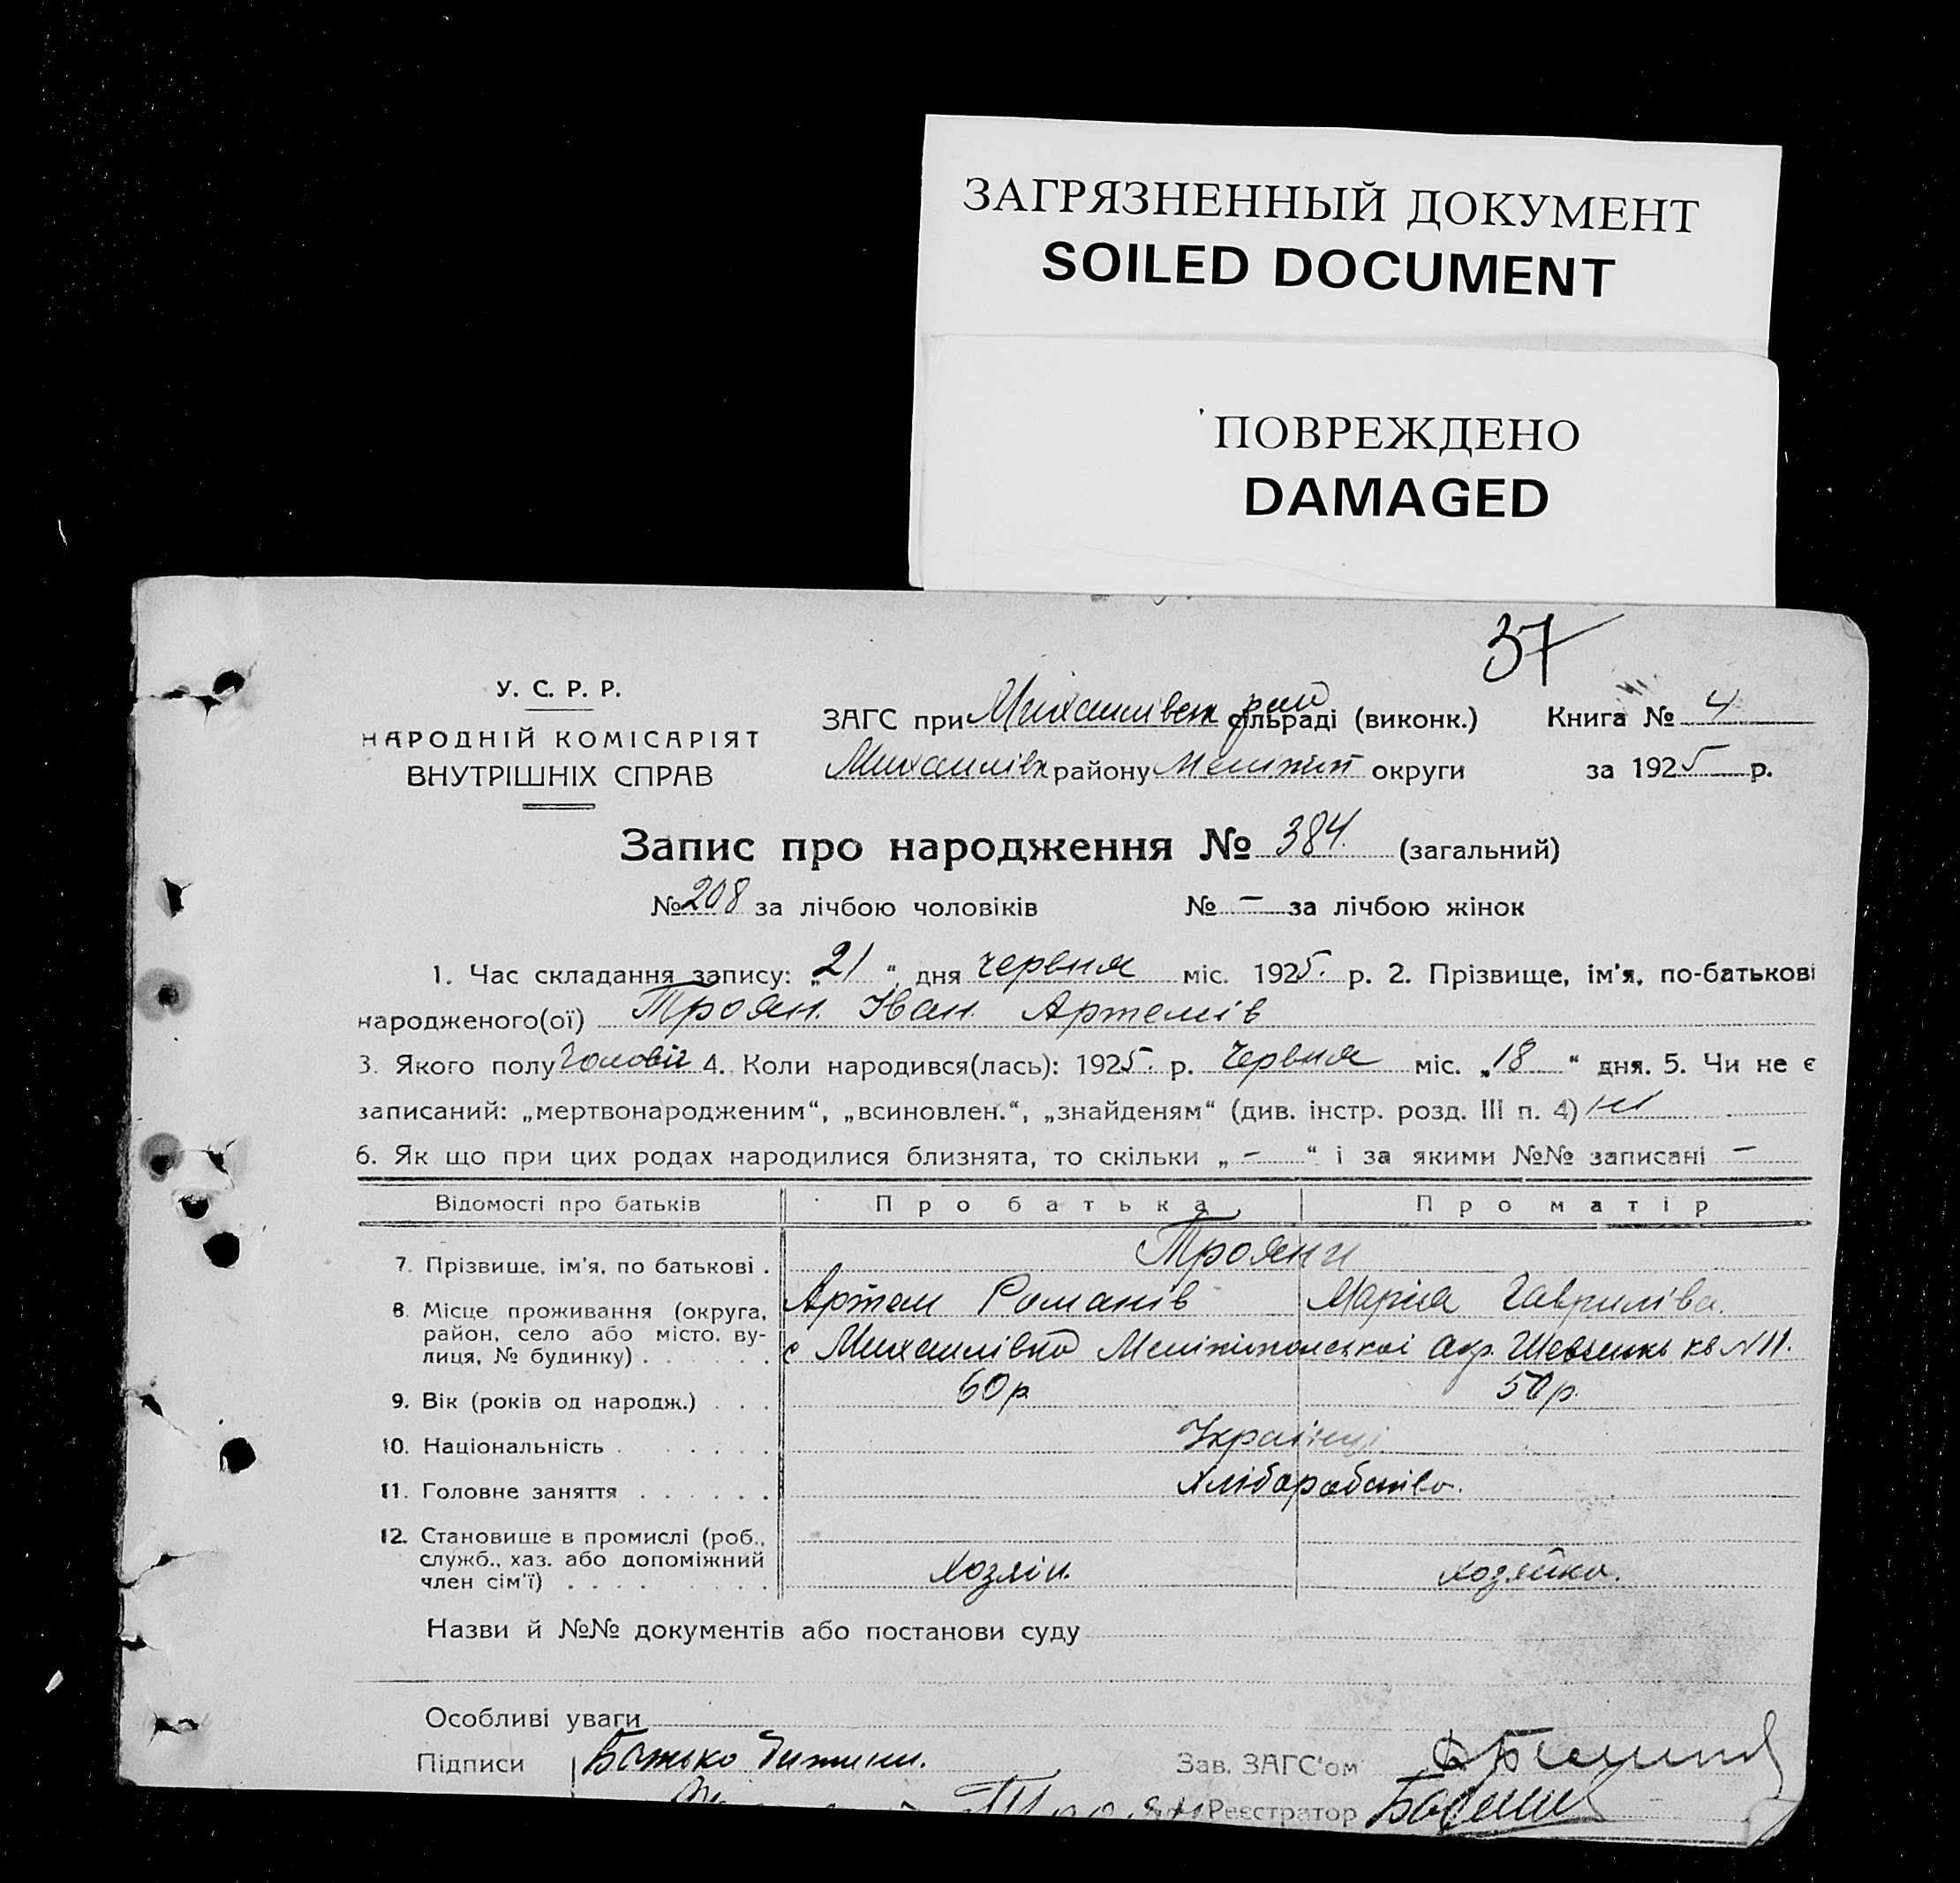 ЗАГРЯЗНЕННЫЙ ДОКУМЕНТ
SOILED DOCUMENT
ПОВРЕЖДЕНО
DAMAGED
37
У. С. Р. Р.
НАРОДНІЙ КОМІСАРІЯТ
ВНУТРІШНІХ СПРАВ
ЗАГС при Михайлівськ рай сільраді (виконк.) Книга № 4
Михайлівк району Мелітоп округи за 1925 р.
Запис про народження № 384. (загальний)
№ 208 за лічбою чоловіків № — за лічбою жінок
1. Час складання запису: „21“ дня червня міс. 1925. р. 2. Прізвище, ім'я, по-батькові
народженого(ої) Троян. Іван. Артемів
3. Якого полу Чоловіч 4. Коли народився(лась): 1925. р. Червня міс. „18“ дня. 5. Чи не є
записаний: „мертвонародженим“, „всиновлен.“, „знайденям“ (див. інстр. розд. III п. 4) ні
6. Як що при цих родах народилися близнята, то скільки „—“ і за якими №№ записані —
Відомості про батьків Про батька Про матір
7. Прізвище, ім'я, по батькові . Трояни
Артем Романів Марія Гаврилівна.
8. Місце проживання (округа,
район, село або місто, ву-
лиця, № будинку) . . . . . . с Михайлівка Мелітопольської окр. Шевченк кв N 11.
9. Вік (років од народж.) . . . 60 р. 50 р.
10. Національність . . . . . . Українці
11. Головне заняття . . . . . . Хліборобство.
12. Становище в промислі (роб.,
служб., хаз. або допоміжний
член сім'ї) . . . . . . . . . Хозяін. Хозяйка.
Назви й №№ документів або постанови суду
Особливі уваги
Підписи Батько дитини. Зав. ЗАГС'ом
Троян Реєстратор